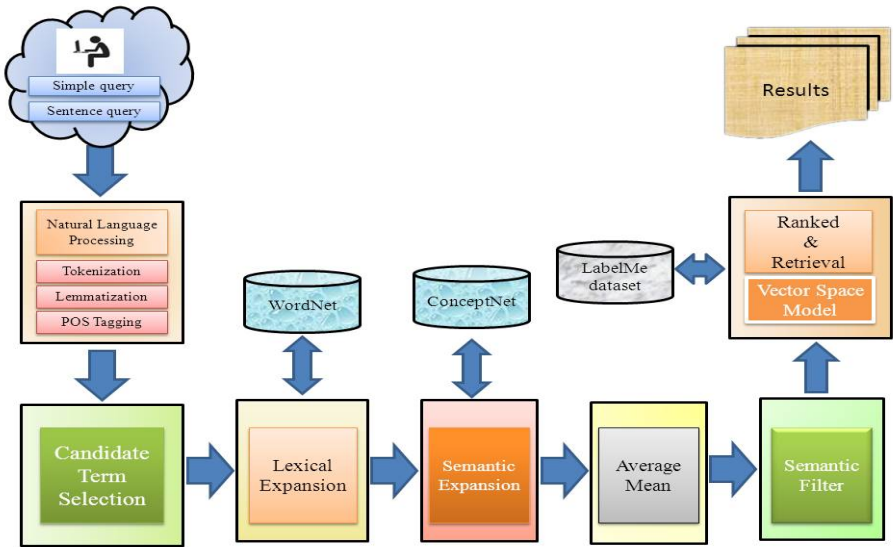 Simple query
Sentence query
Natural Language
Processing
Tokenization
Lemmatization
POS Tagging
Candidate
Term
Selection
WordNet
Lexical
Expansion
ConceptNet
Semantic
Expansion
Average
Mean
Semantic
Filter
LabelMe
dataset
Ranked
&
Retrieval
Vector Space
Model
Results